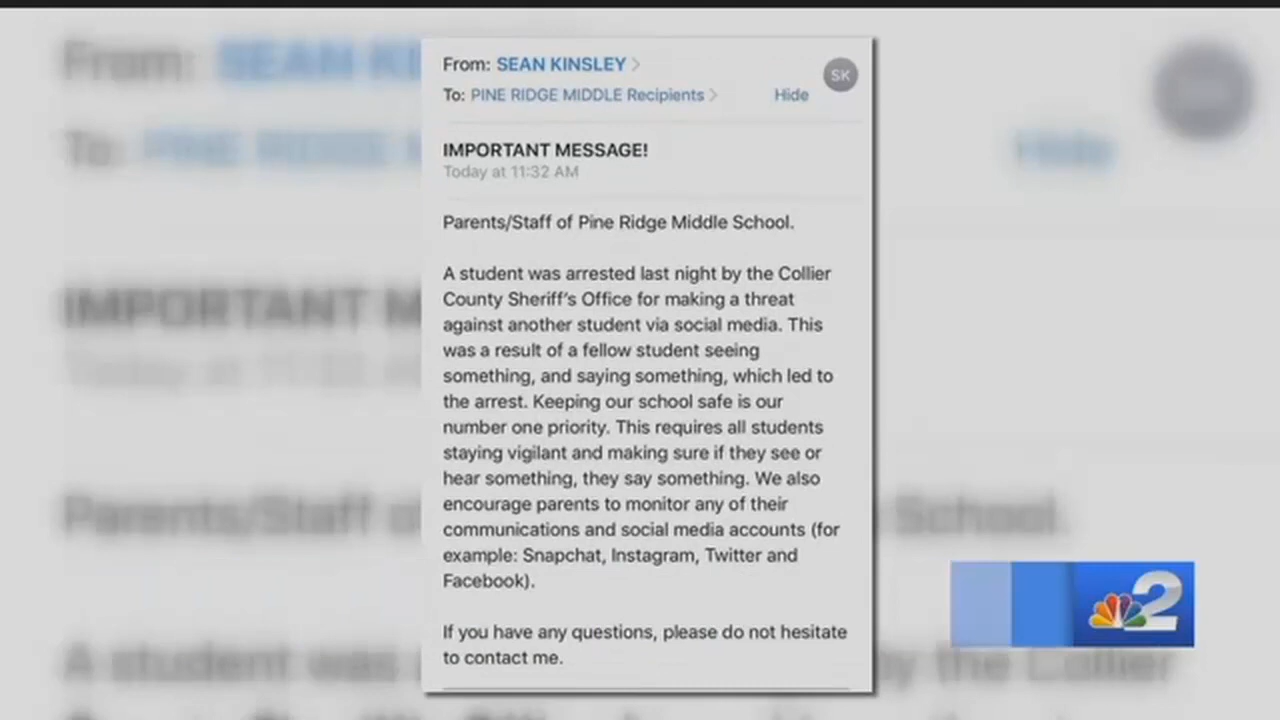 From: SEAN KINSLEY
SK
To: PINE RIDGE MIDDLE Recipients
Hide
IMPORTANT MESSAGE!
Today at 11:32 AM
Parents/Staff of Pine Ridge Middle School.
A student was arrested last night by the Collier
County Sheriff's Office for making a threat
against another student via social media. This
was a result of a fellow student seeing
something, and saying something, which led to
the arrest. Keeping our school safe is our
number one priority. This requires all students
staying vigilant and making sure if they see or
hear something, they say something. We also
encourage parents to monitor any of their
communications and social media accounts (for
example: Snapchat, Instagram, Twitter and
Facebook).
If you have any questions, please do not hesitate
to contact me.
2